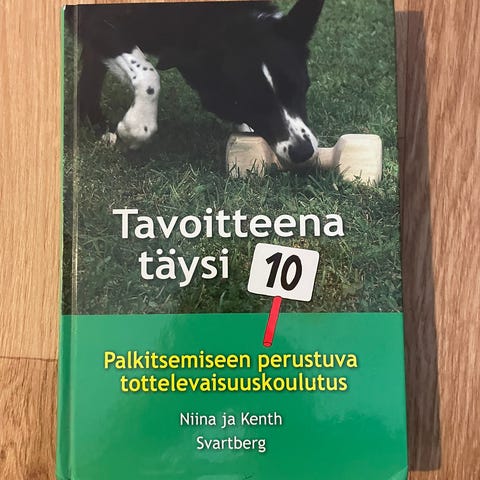 Tavoitteena
täysi 10
Palkitsemiseen perustuva
tottelevaisuuskoulutus
Niina ja Kenth
Svartberg